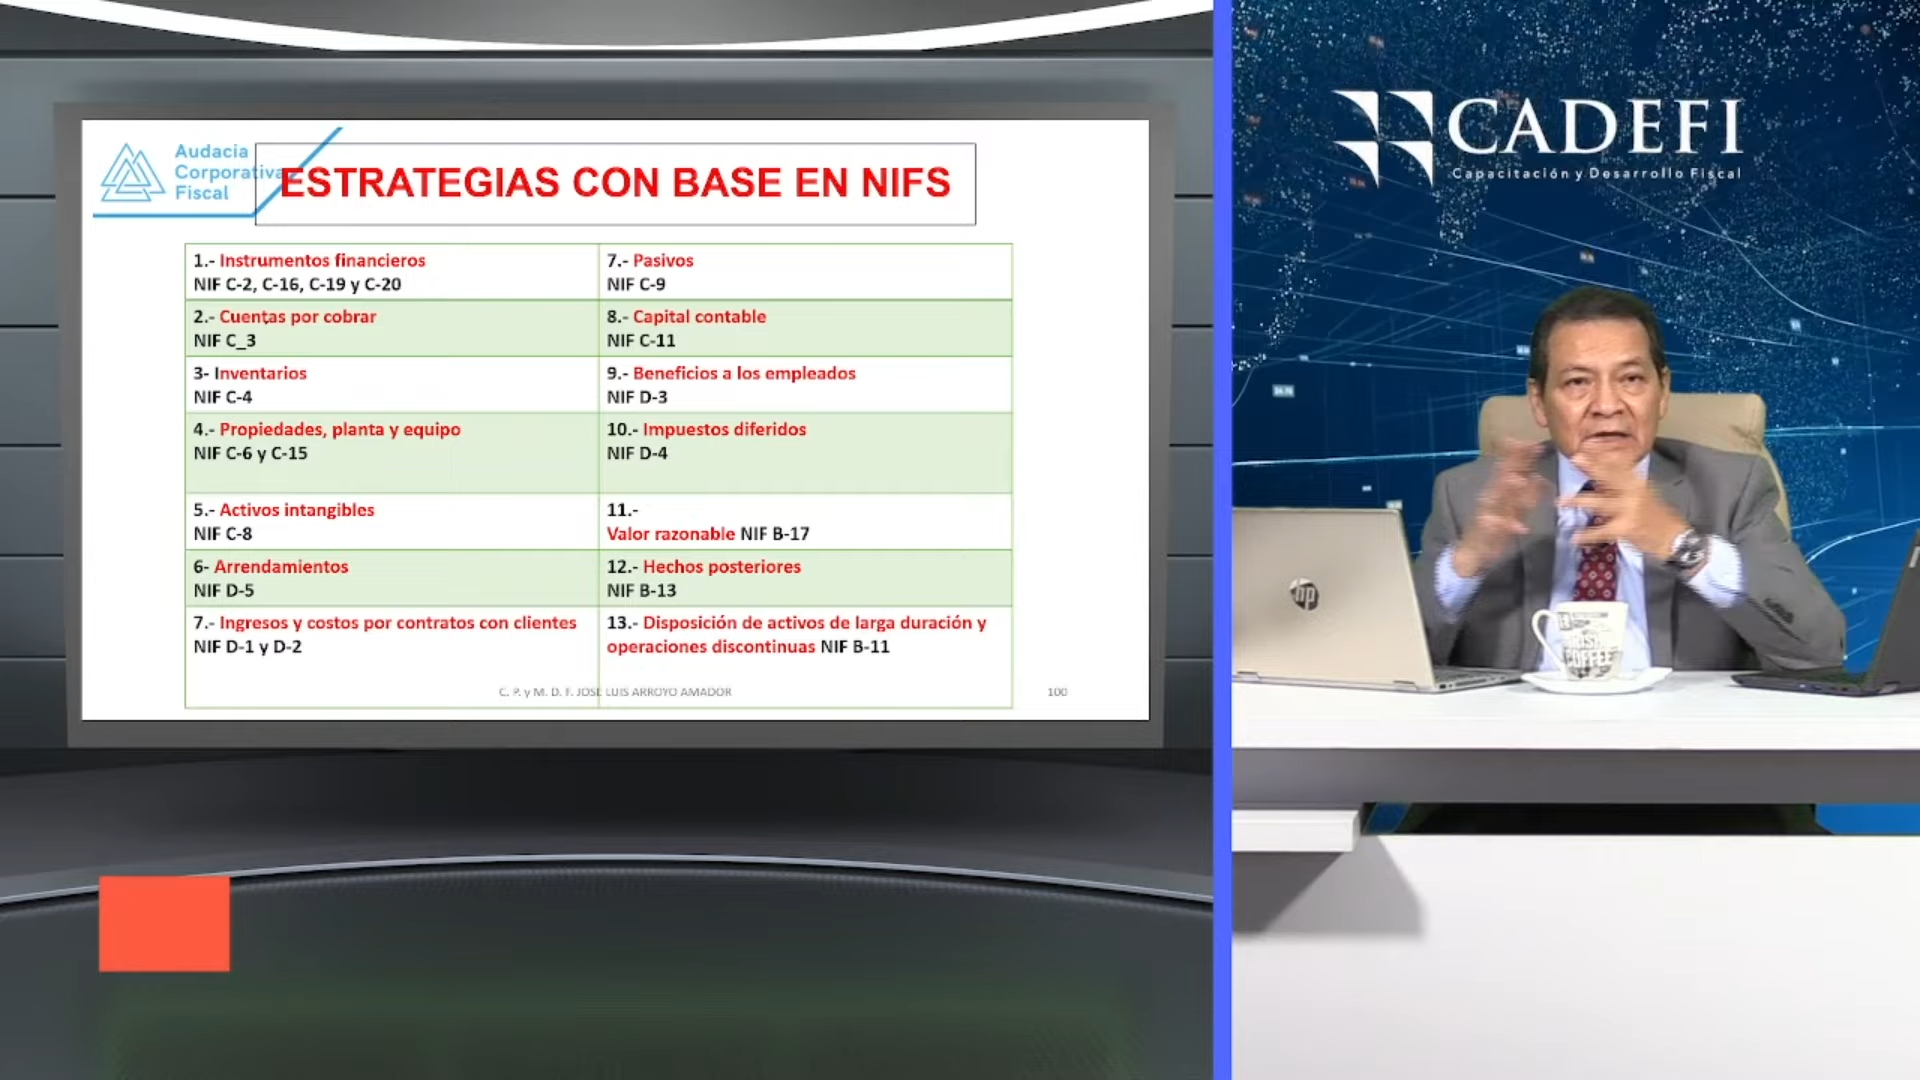 Audacia
Corporativa
Fiscal
ESTRATEGIAS CON BASE EN NIFS
1.- Instrumentos financieros
NIF C-2, C-16, C-19 y C-20
2.- Cuentas por cobrar
NIF C_3
3- Inventarios
NIF C-4
4.- Propiedades, planta y equipo
NIF C-6 y C-15
5.- Activos intangibles
NIF C-8
6- Arrendamientos
NIF D-5
7.- Ingresos y costos por contratos con clientes
NIF D-1 y D-2
7.- Pasivos
NIF C-9
8.- Capital contable
NIF C-11
9.- Beneficios a los empleados
NIF D-3
10.- Impuestos diferidos
NIF D-4
11.-
Valor razonable NIF B-17
12.- Hechos posteriores
NIF B-13
13.- Disposición de activos de larga duración y
operaciones discontinuas NIF B-11
C. P. y M. D. F. JOSE LUIS ARROYO AMADOR
100
CADEFI
Capacitación y Desarrollo Fiscal
hp
COFFEE